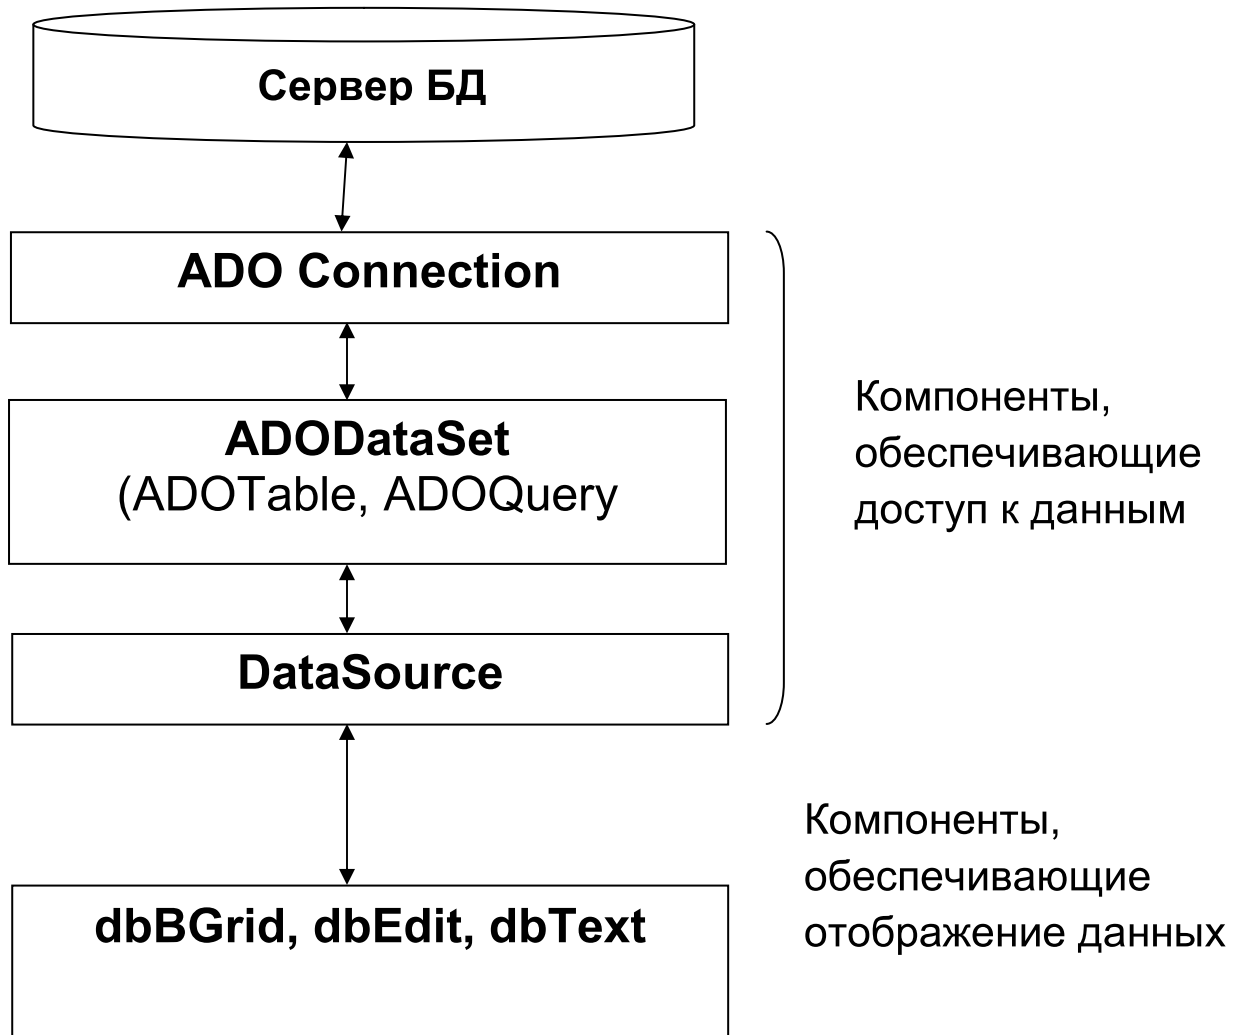 Сервер БД
ADO Connection
ADODataSet
(ADOTable, ADOQuery
Компоненты,
обеспечивающие
доступ к данным
DataSource
Компоненты,
обеспечивающие
отображение данных
dbBGrid, dbEdit, dbText